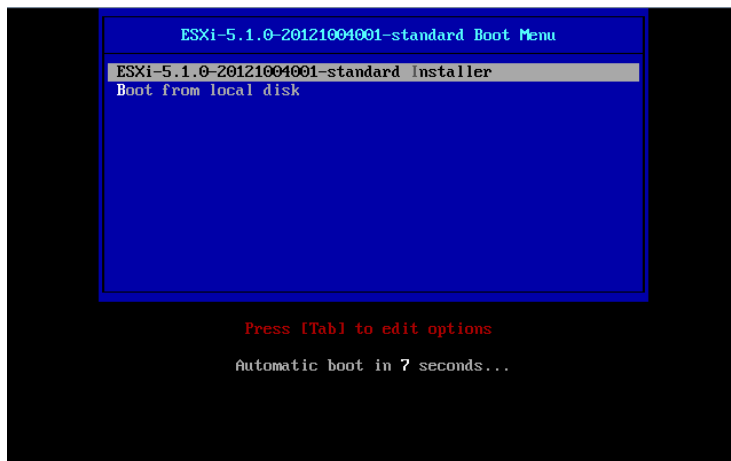 ESXi-5.1.0-20121004001-standard Boot Menu
ESXi-5.1.0-20121004001-standard Installer
Boot from local disk
Press [Tab] to edit options
Automatic boot in 7 seconds...